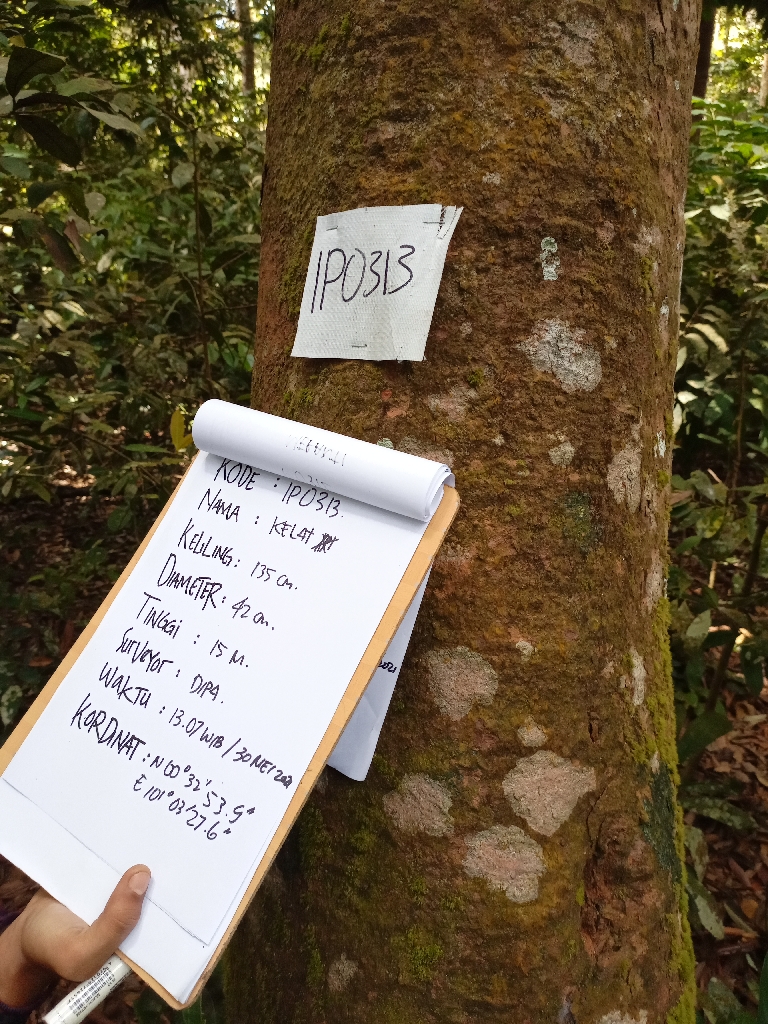 IP0313
KODE : IP0313.
NAMA : KELAT
KELILING : 135 cm.
DIAMETER : 42 cm.
TINGGI : 15 M.
SURVEYOR : DIPA.
WAKTU : 13.07 WIB / 30 MEI 2021
KORDINAT : N 00° 32' 53.9"
E 101° 03' 27.6"